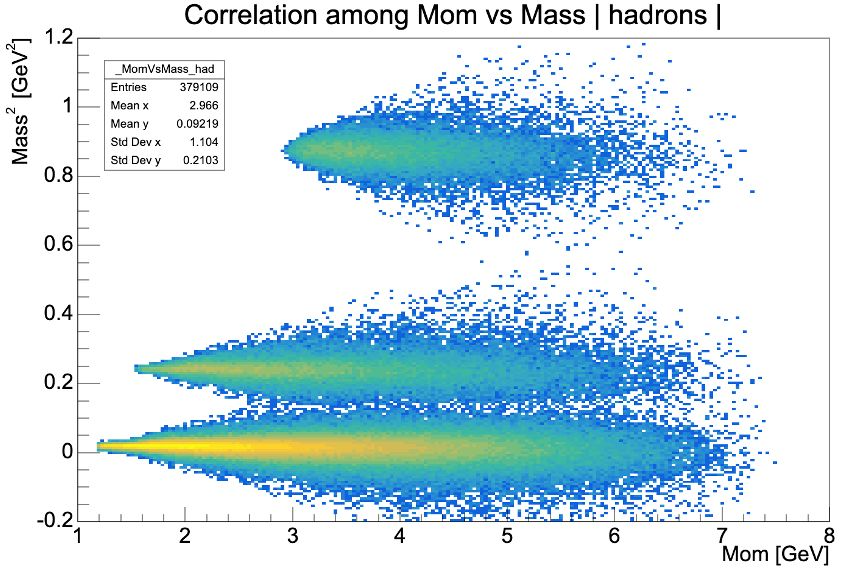 Correlation among Mom vs Mass | hadrons |
Mass² [GeV²]
1.2
1
0.8
0.6
0.4
0.2
0
-0.2
_MomVsMass_had
Entries 379109
Mean x 2.966
Mean y 0.09219
Std Dev x 1.104
Std Dev y 0.2103
1 2 3 4 5 6 7 8
Mom [GeV]